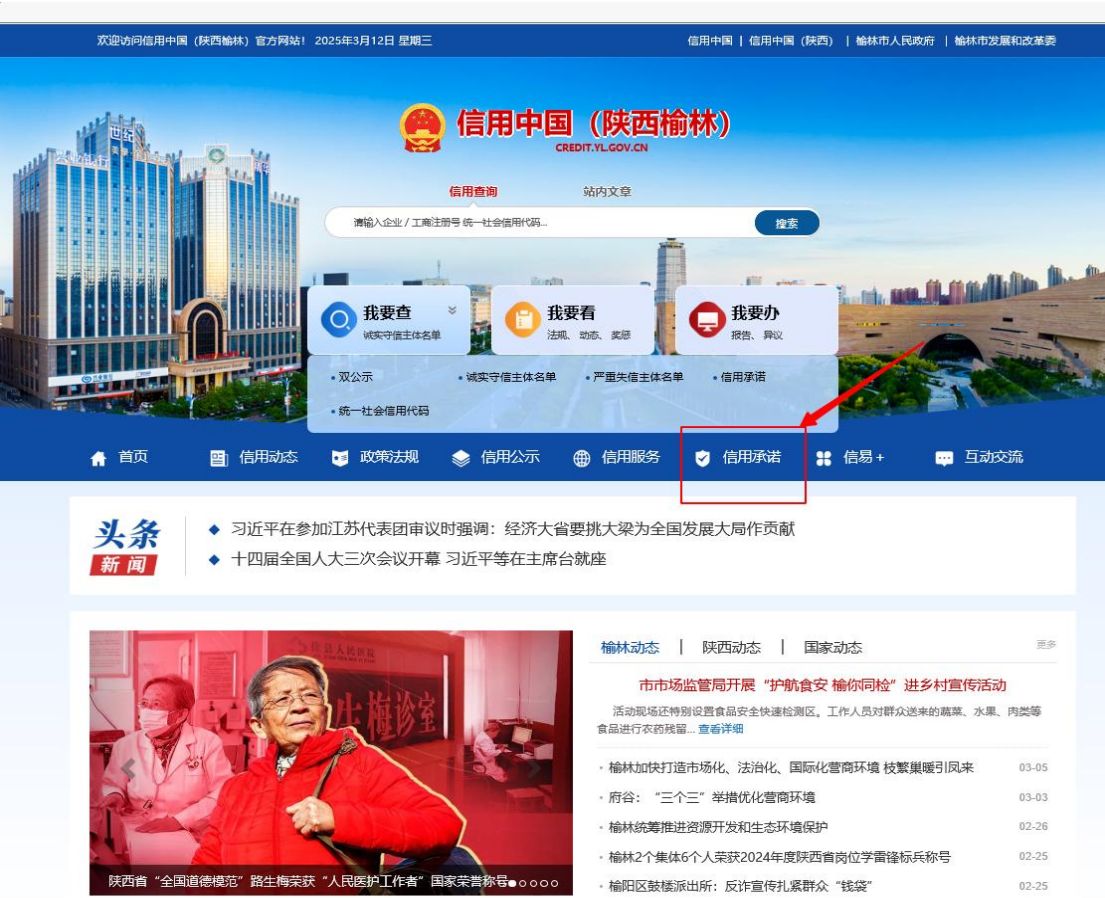 欢迎访问信用中国（陕西榆林）官方网站！ 2025年3月12日 星期三
信用中国 | 信用中国（陕西） | 榆林市人民政府 | 榆林市发展和改革委
世纪
信用中国（陕西榆林）
CREDIT.YL.GOV.CN
信用查询 站内文章
请输入企业 / 工商注册号 统一社会信用代码...
搜索
我要查
诚实守信主体名单
我要看
法规、动态、奖惩
我要办
报告、异议
•双公示 •诚实守信主体名单 •严重失信主体名单 •信用承诺
•统一社会信用代码
首页 信用动态 政策法规 信用公示 信用服务 信用承诺 信易+ 互动交流
头条
新闻
◆ 习近平在参加江苏代表团审议时强调：经济大省要挑大梁为全国发展大局作贡献
◆ 十四届全国人大三次会议开幕 习近平等在主席台就座
人民医院
生梅诊室
陕西省“全国道德模范”路生梅荣获“人民医护工作者”国家荣誉称号
榆林动态 | 陕西动态 | 国家动态 更多
市市场监管局开展“护航食安 榆你同检”进乡村宣传活动
活动现场还特别设置食品安全快速检测区。工作人员对群众送来的蔬菜、水果、肉类等
食品进行农药残留... 查看详细
· 榆林加快打造市场化、法治化、国际化营商环境 枝繁巢暖引凤来 03-05
· 府谷：“三个三”举措优化营商环境 03-03
· 榆林统筹推进资源开发和生态环境保护 02-26
· 榆林2个集体6个人荣获2024年度陕西省岗位学雷锋标兵称号 02-25
· 榆阳区鼓楼派出所：反诈宣传扎紧群众“钱袋” 02-25